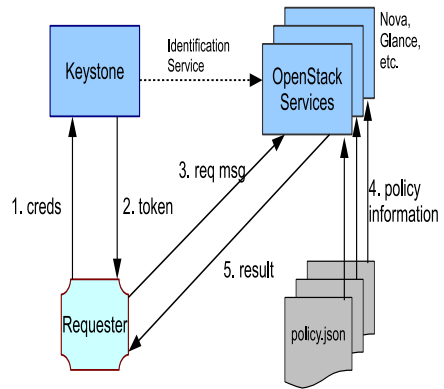 Keystone
Identification
Service
OpenStack
Services
Nova,
Glance,
etc.
1. creds
2. token
3. req msg
4. policy
information
5. result
Requester
policy.json